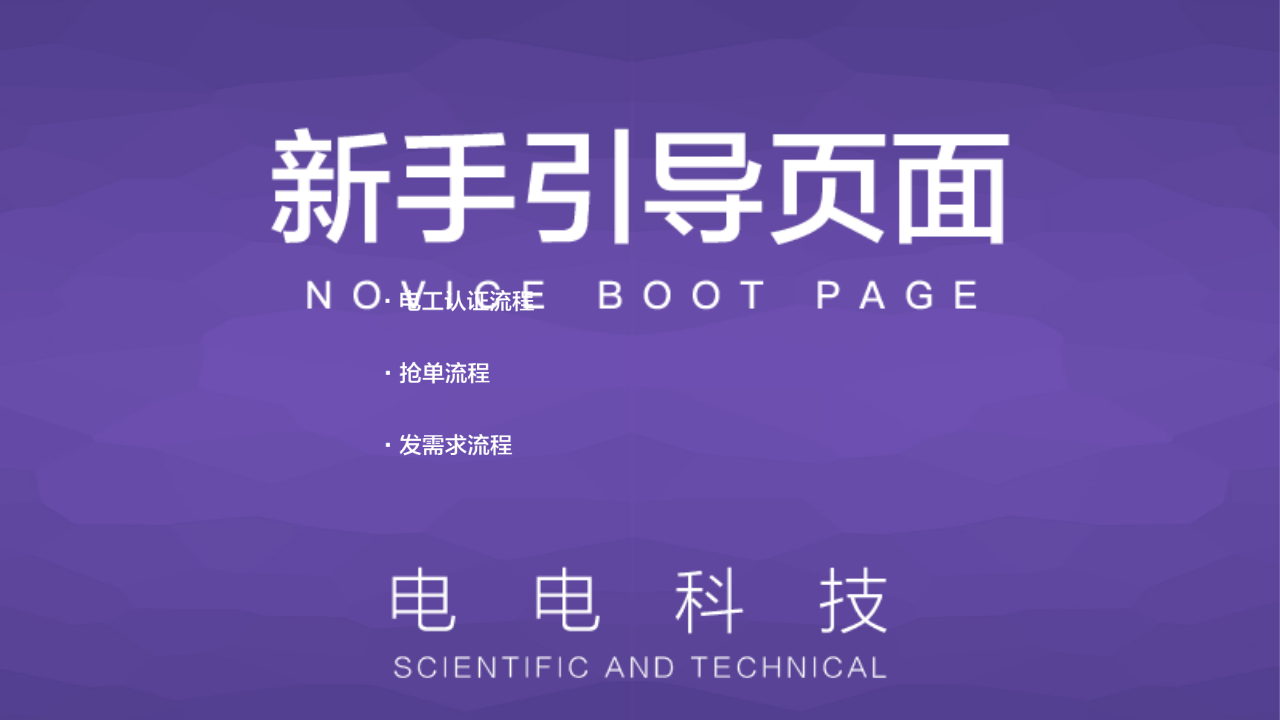 新手引导页面
NOVICE BOOT PAGE
· 电工认证流程
· 抢单流程
· 发需求流程
电电科技
SCIENTIFIC AND TECHNICAL